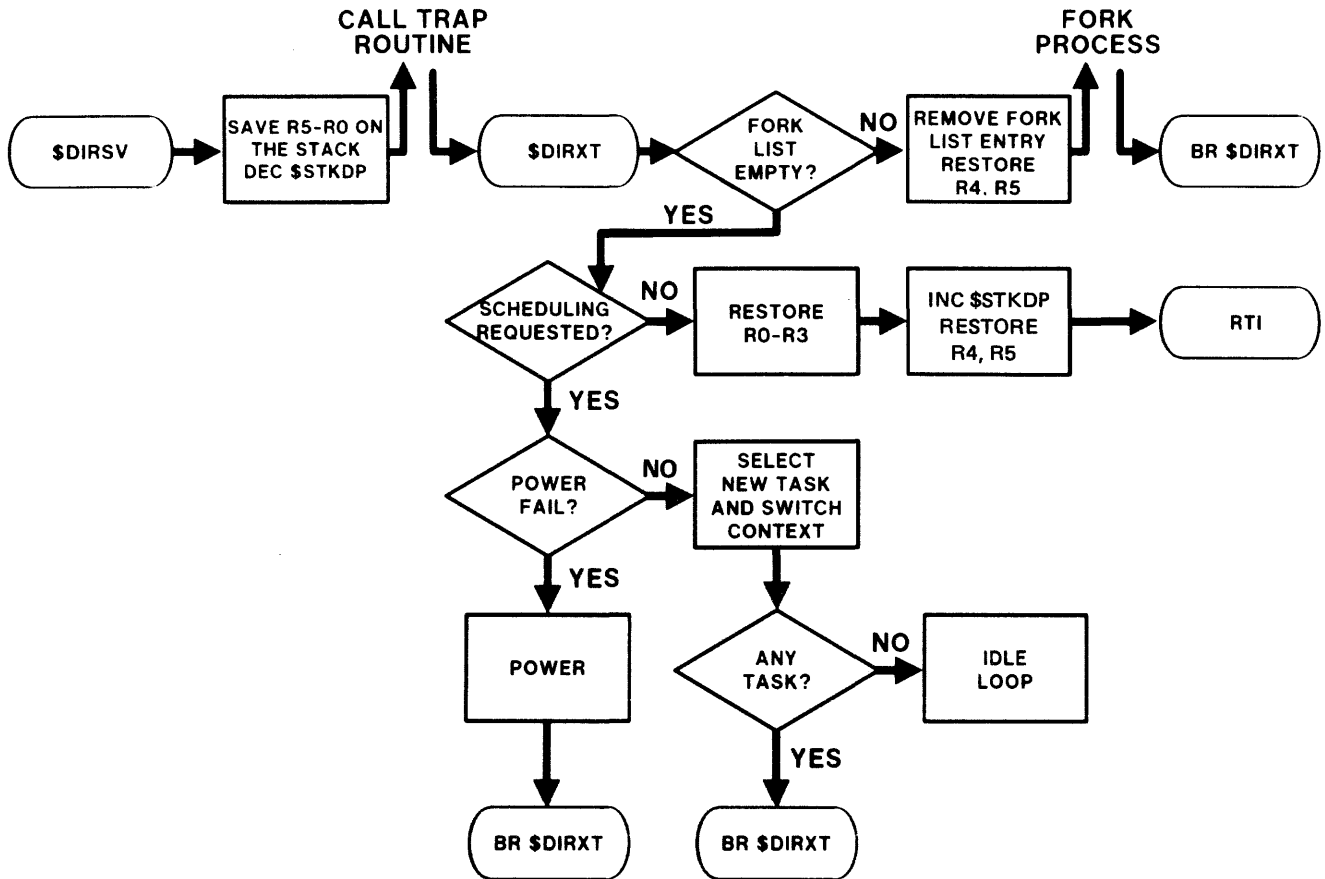 CALL TRAP
ROUTINE
FORK
PROCESS
$DIRSV
SAVE R5-R0 ON
THE STACK
DEC $STKDP
$DIRXT
FORK
LIST
EMPTY?
NO
REMOVE FORK
LIST ENTRY
RESTORE
R4, R5
BR $DIRXT
YES
SCHEDULING
REQUESTED?
NO
RESTORE
R0-R3
INC $STKDP
RESTORE
R4, R5
RTI
YES
POWER
FAIL?
NO
SELECT
NEW TASK
AND SWITCH
CONTEXT
YES
POWER
ANY
TASK?
NO
IDLE
LOOP
YES
BR $DIRXT
BR $DIRXT